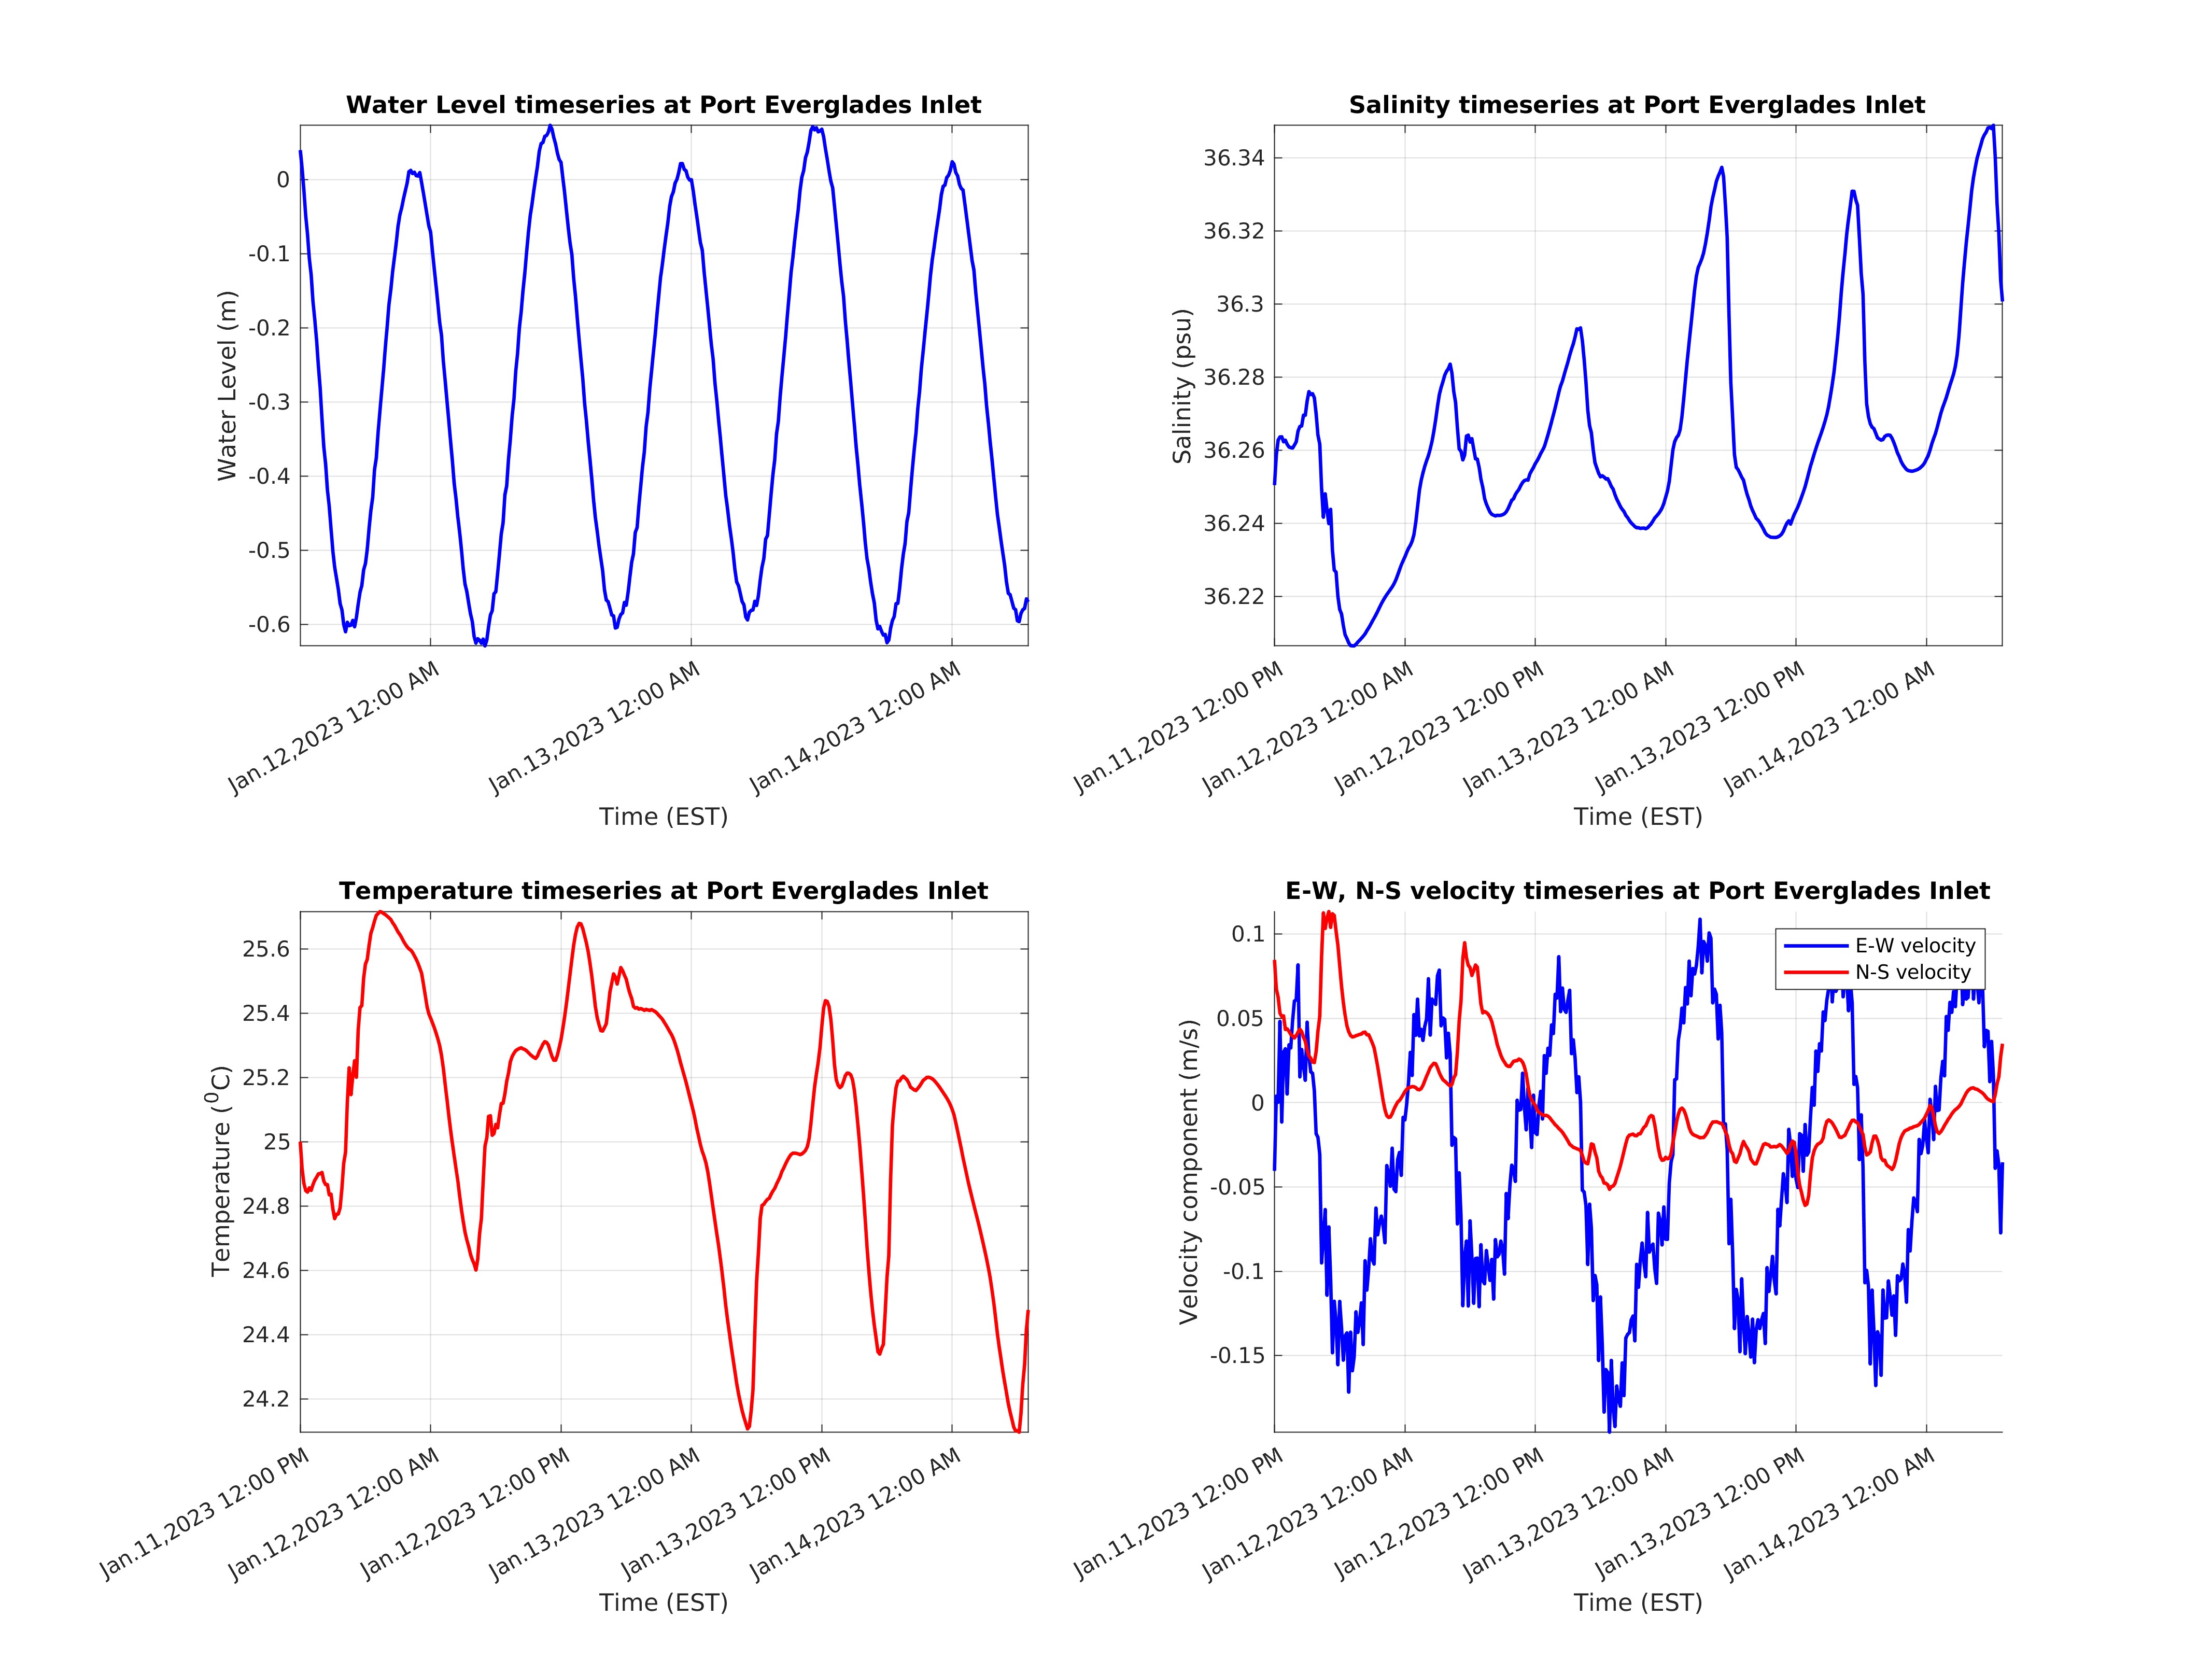 Water Level timeseries at Port Everglades Inlet
0
-0.1
-0.2
-0.3
-0.4
-0.5
-0.6
Water Level (m)
Jan.12,2023 12:00 AM
Jan.13,2023 12:00 AM
Jan.14,2023 12:00 AM
Time (EST)
Salinity timeseries at Port Everglades Inlet
36.34
36.32
36.3
36.28
36.26
36.24
36.22
Salinity (psu)
Jan.11,2023 12:00 PM
Jan.12,2023 12:00 AM
Jan.12,2023 12:00 PM
Jan.13,2023 12:00 AM
Jan.13,2023 12:00 PM
Jan.14,2023 12:00 AM
Time (EST)
Temperature timeseries at Port Everglades Inlet
25.6
25.4
25.2
25
24.8
24.6
24.4
24.2
Temperature (⁰C)
Jan.11,2023 12:00 PM
Jan.12,2023 12:00 AM
Jan.12,2023 12:00 PM
Jan.13,2023 12:00 AM
Jan.13,2023 12:00 PM
Jan.14,2023 12:00 AM
Time (EST)
E-W, N-S velocity timeseries at Port Everglades Inlet
0.1
0.05
0
-0.05
-0.1
-0.15
Velocity component (m/s)
E-W velocity
N-S velocity
Jan.11,2023 12:00 PM
Jan.12,2023 12:00 AM
Jan.12,2023 12:00 PM
Jan.13,2023 12:00 AM
Jan.13,2023 12:00 PM
Jan.14,2023 12:00 AM
Time (EST)